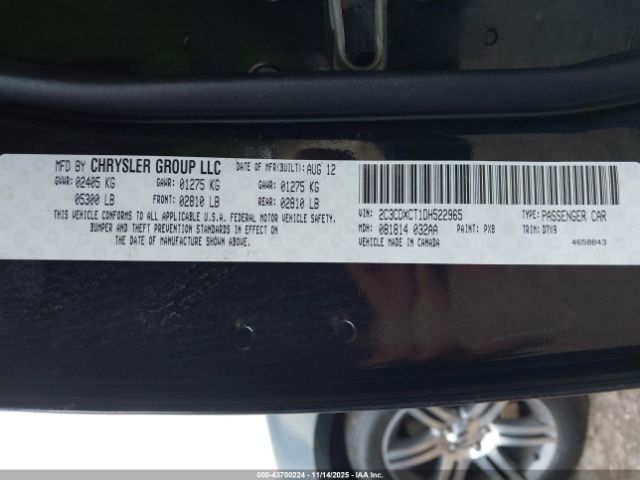 MFD BY CHRYSLER GROUP LLC DATE OF MFR(BUILT): AUG 12
GVWR: 02405 KG GAWR: 01275 KG GAWR: 01275 KG
05300 LB FRONT: 02810 LB REAR: 02810 LB
THIS VEHICLE CONFORMS TO ALL APPLICABLE U.S.A. FEDERAL MOTOR VEHICLE SAFETY,
BUMPER AND THEFT PREVENTION STANDARDS IN EFFECT ON
THE DATE OF MANUFACTURE SHOWN ABOVE.
VIN: 2C3CDXCT1DH522965 TYPE: PASSENGER CAR
MDH: 081814 032AA PAINT: PX8 TRIM: D7X9
VEHICLE MADE IN CANADA 4658843
000-43700224 | 11/14/2025 - IAA, Inc.